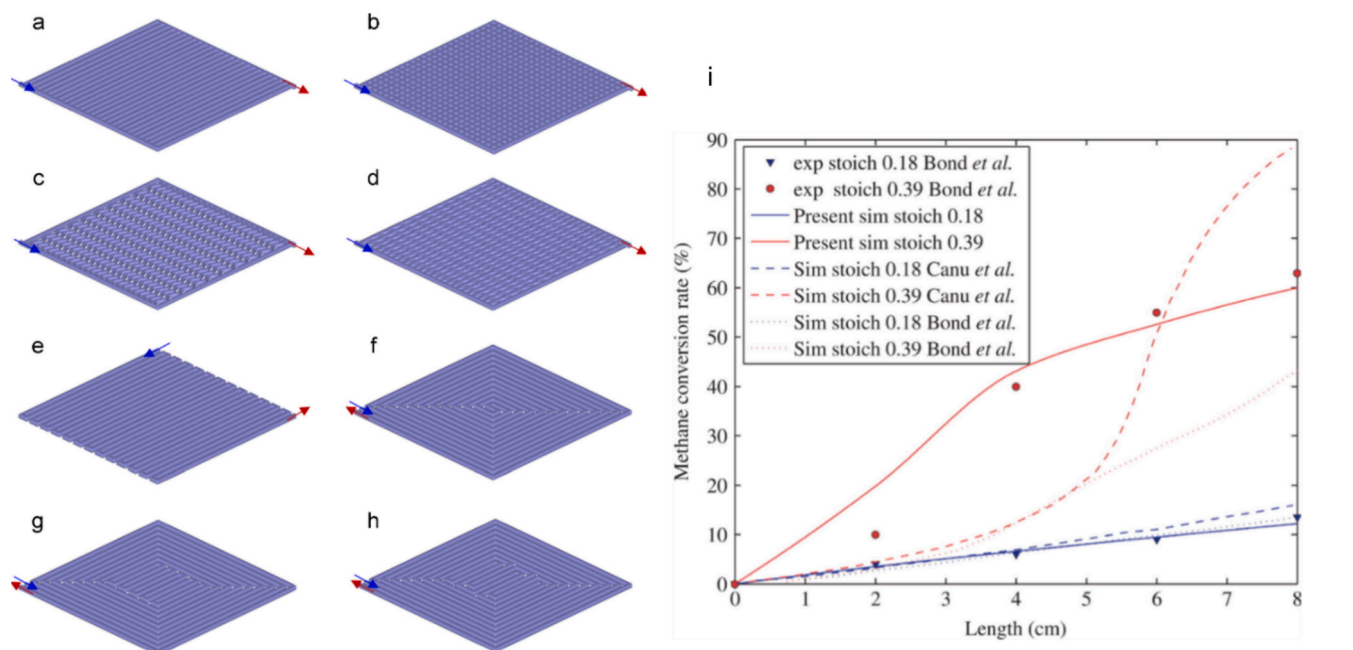 a
b
c
d
e
f
g
h
i
90
80
70
60
50
40
30
20
10
0
Methane conversion rate (%)
exp stoich 0.18 Bond et al.
exp stoich 0.39 Bond et al.
Present sim stoich 0.18
Present sim stoich 0.39
Sim stoich 0.18 Canu et al.
Sim stoich 0.39 Canu et al.
Sim stoich 0.18 Bond et al.
Sim stoich 0.39 Bond et al.
0 1 2 3 4 5 6 7 8
Length (cm)